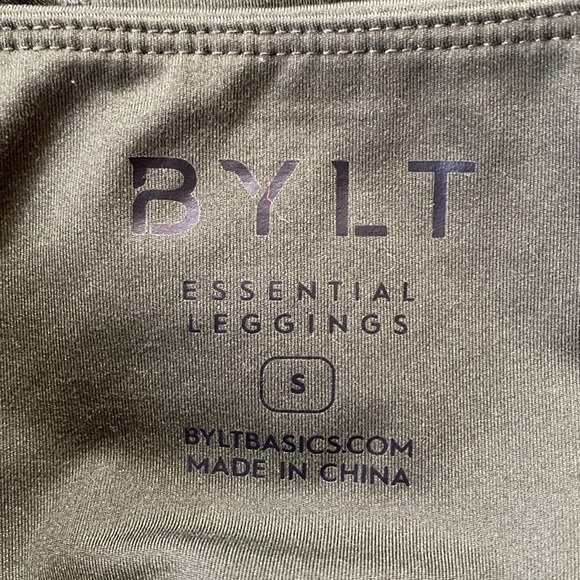 BYLT
ESSENTIAL
LEGGINGS
S
BYLTBASICS.COM
MADE IN CHINA